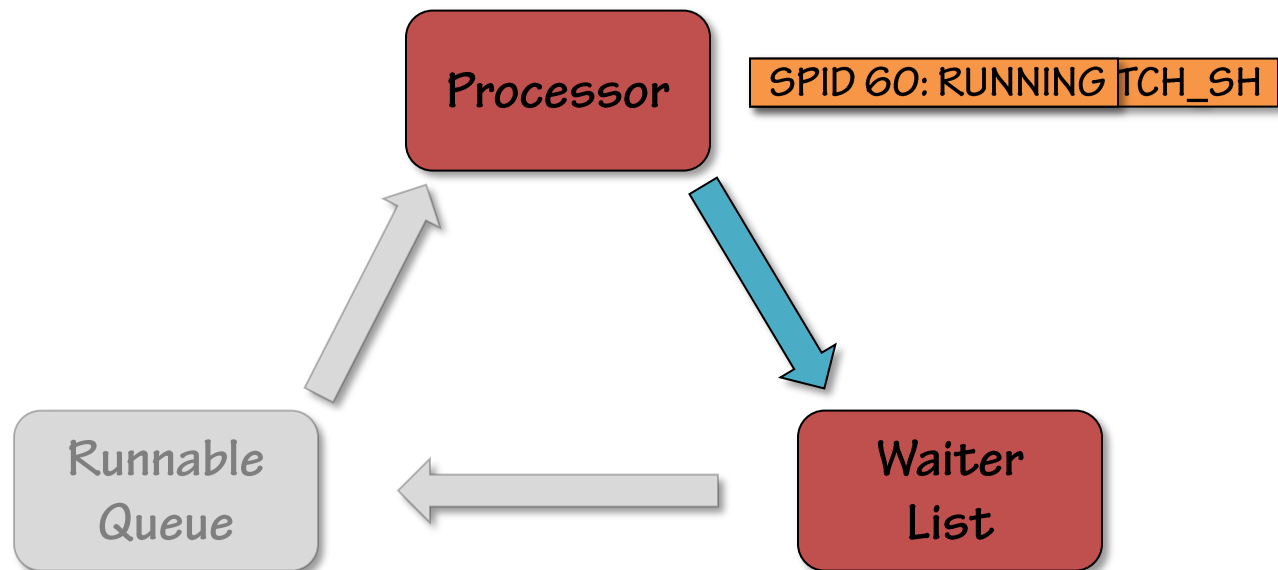 Processor
SPID 60: RUNNING TCH_SH
Runnable
Queue
Waiter
List